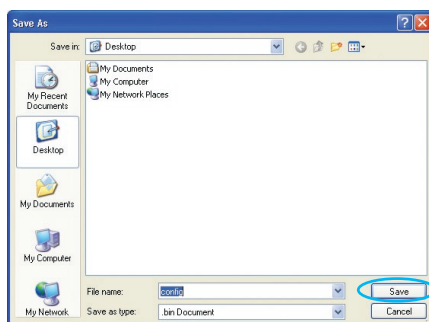 Save As
Save in:
Desktop
My Recent
Documents
Desktop
My Documents
My Computer
My Network
My Documents
My Computer
My Network Places
File name:
config
Save
Save as type:
.bin Document
Cancel